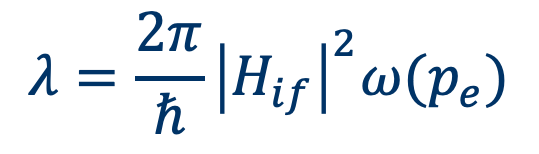 λ = 2π/ħ |H_if|² ω(p_e)